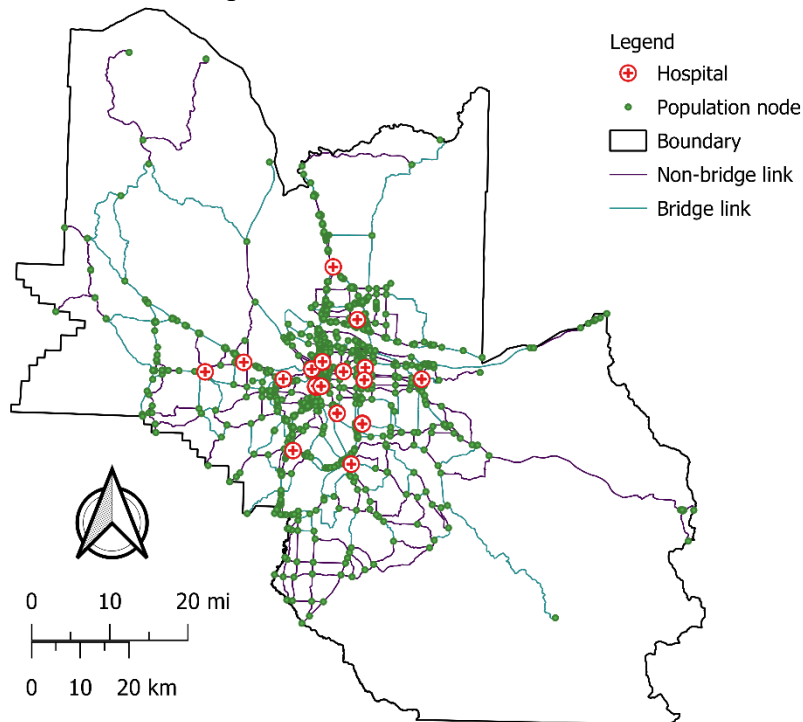 Legend
Hospital
Population node
Boundary
Non-bridge link
Bridge link
0 10 20 mi
0 10 20 km